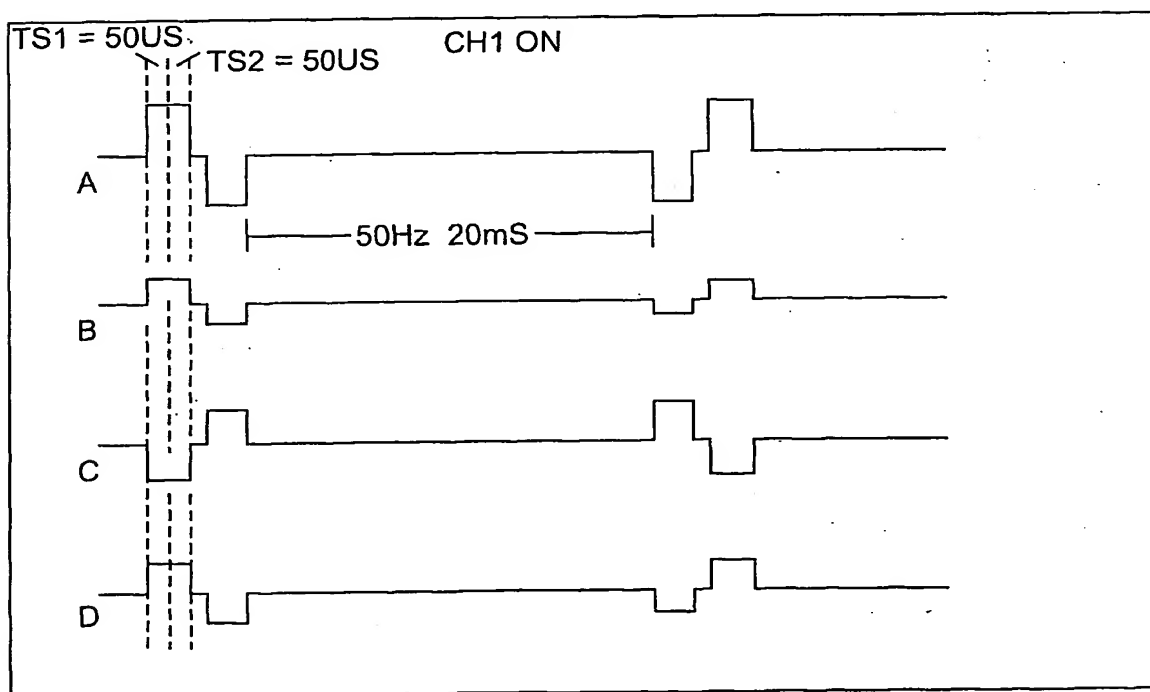 TS1 = 50US
CH1 ON
TS2 = 50US
A
50Hz 20mS
B
C
D